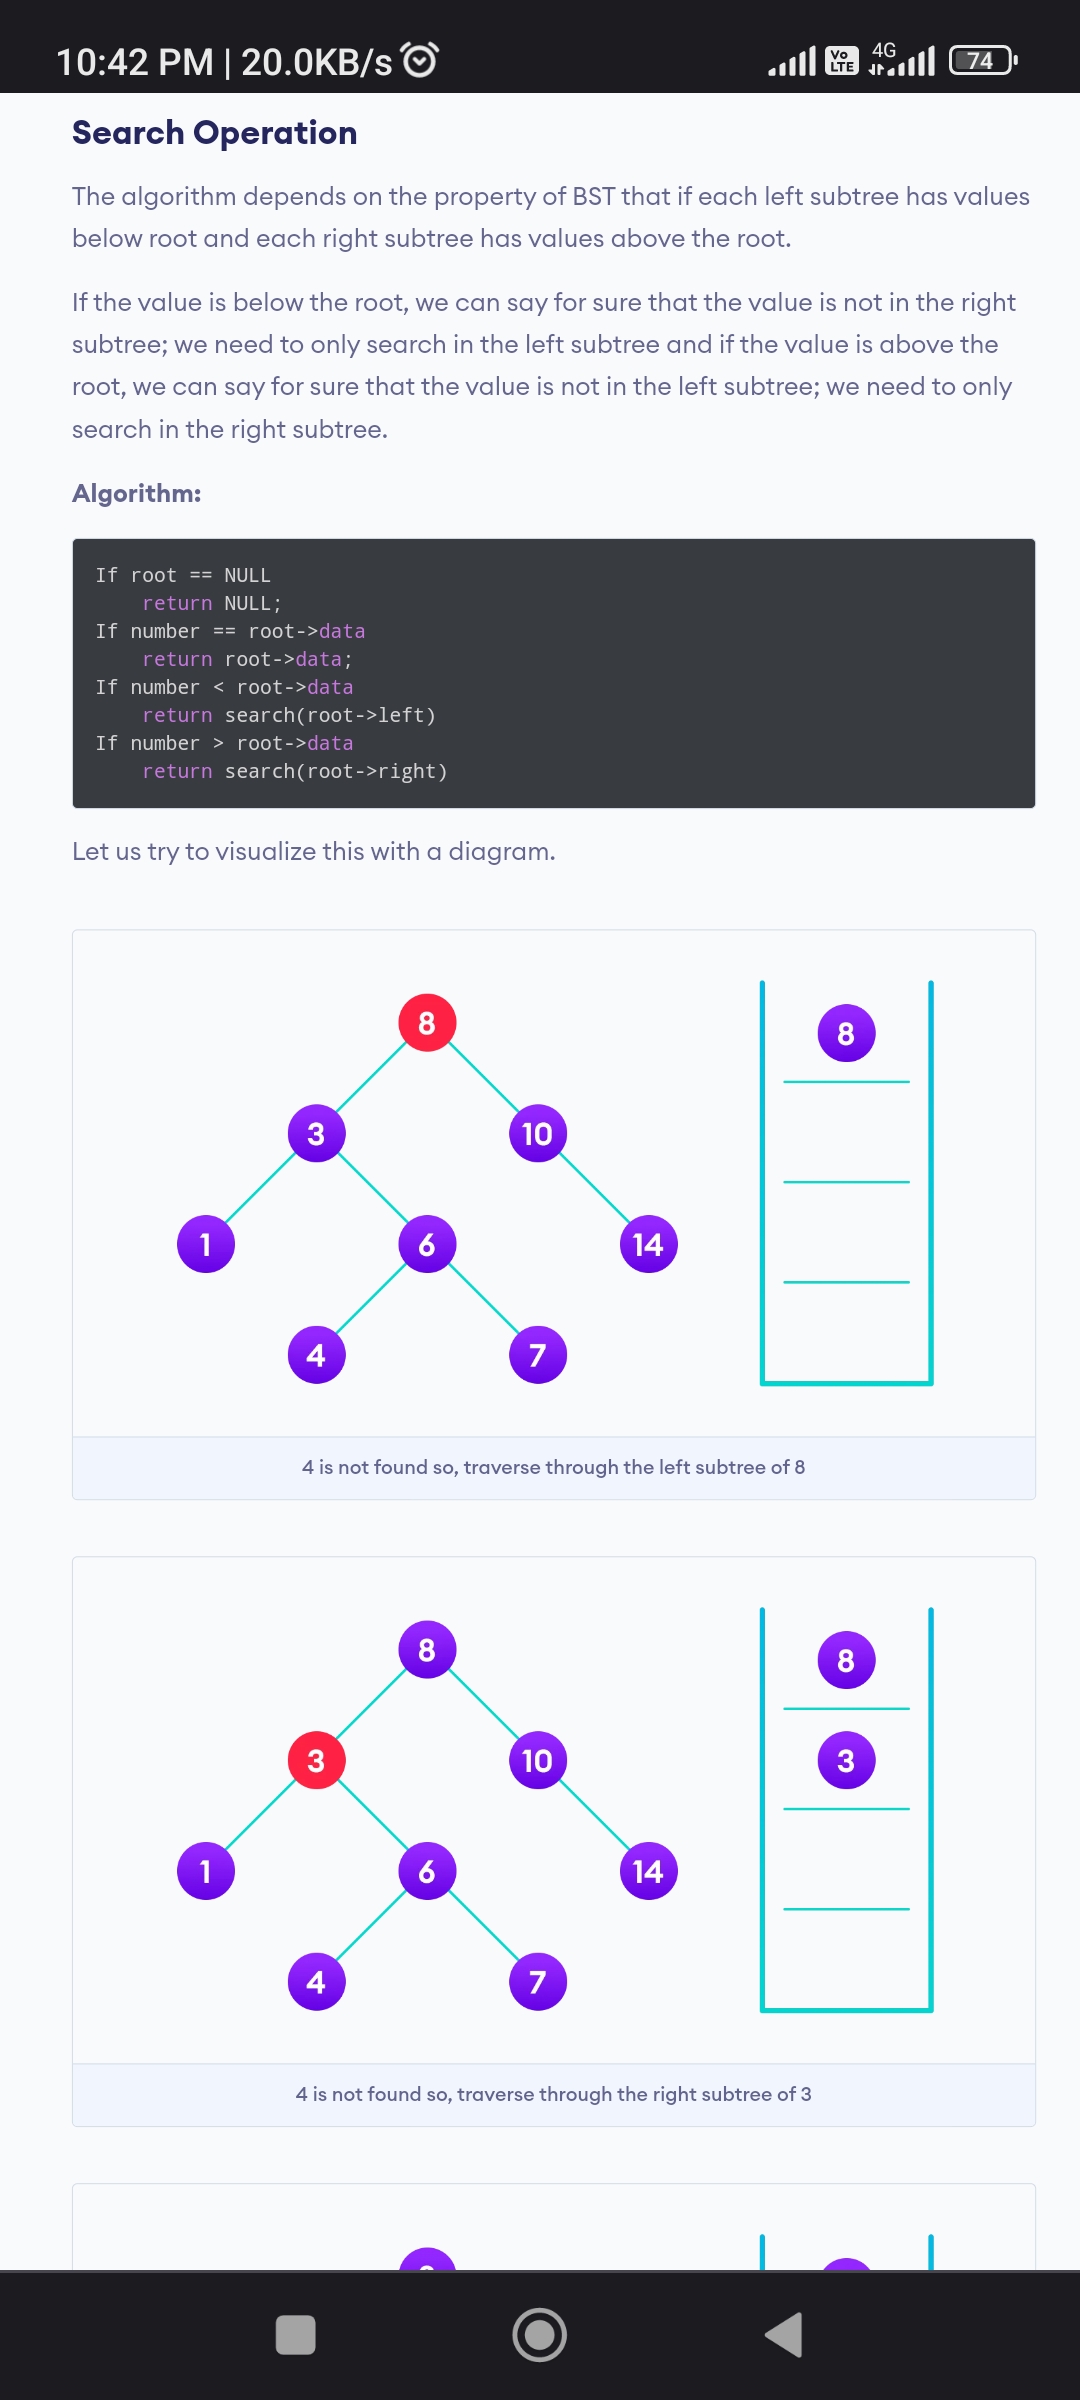 10:42 PM | 20.0KB/s
Vo LTE 4G 74
Search Operation
The algorithm depends on the property of BST that if each left subtree has values
below root and each right subtree has values above the root.
If the value is below the root, we can say for sure that the value is not in the right
subtree; we need to only search in the left subtree and if the value is above the
root, we can say for sure that the value is not in the left subtree; we need to only
search in the right subtree.
Algorithm:
If root == NULL
    return NULL;
If number == root->data
    return root->data;
If number < root->data
    return search(root->left)
If number > root->data
    return search(root->right)
Let us try to visualize this with a diagram.
8
3 10
1 6 14
4 7
8
4 is not found so, traverse through the left subtree of 8
8
3 10
1 6 14
4 7
8
3
4 is not found so, traverse through the right subtree of 3